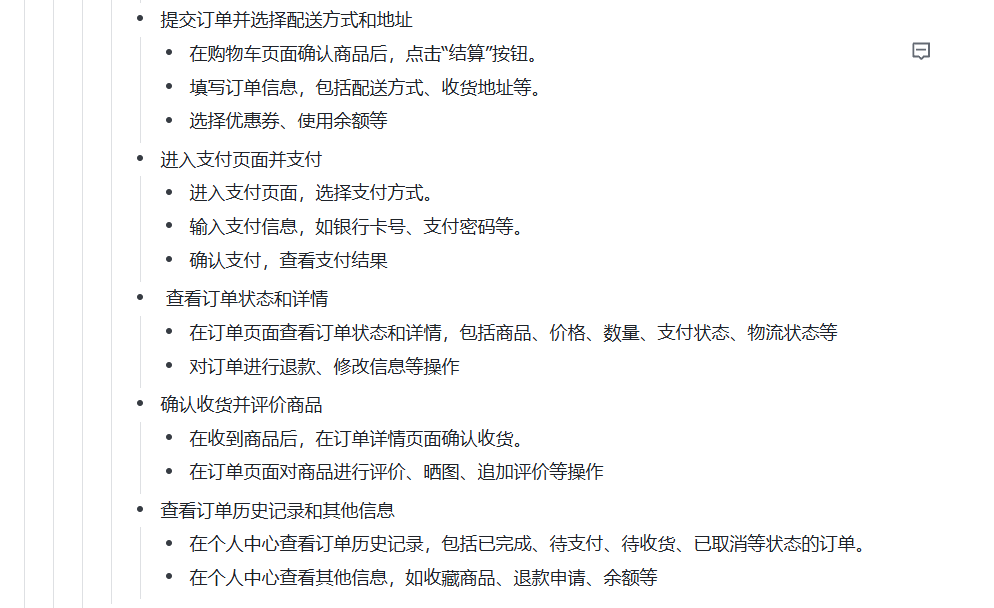 提交订单并选择配送方式和地址
在购物车页面确认商品后，点击“结算”按钮。
填写订单信息，包括配送方式、收货地址等。
选择优惠券、使用余额等
进入支付页面并支付
进入支付页面，选择支付方式。
输入支付信息，如银行卡号、支付密码等。
确认支付，查看支付结果
查看订单状态和详情
在订单页面查看订单状态和详情，包括商品、价格、数量、支付状态、物流状态等
对订单进行退款、修改信息等操作
确认收货并评价商品
在收到商品后，在订单详情页面确认收货。
在订单页面对商品进行评价、晒图、追加评价等操作
查看订单历史记录和其他信息
在个人中心查看订单历史记录，包括已完成、待支付、待收货、已取消等状态的订单。
在个人中心查看其他信息，如收藏商品、退款申请、余额等